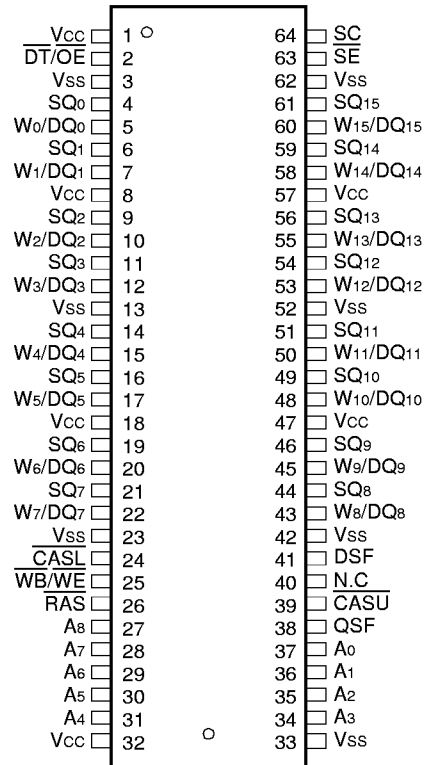 Vcc 1 64 SC
DT/OE 2 63 SE
Vss 3 62 Vss
SQ0 4 61 SQ15
W0/DQ0 5 60 W15/DQ15
SQ1 6 59 SQ14
W1/DQ1 7 58 W14/DQ14
Vcc 8 57 Vcc
SQ2 9 56 SQ13
W2/DQ2 10 55 W13/DQ13
SQ3 11 54 SQ12
W3/DQ3 12 53 W12/DQ12
Vss 13 52 Vss
SQ4 14 51 SQ11
W4/DQ4 15 50 W11/DQ11
SQ5 16 49 SQ10
W5/DQ5 17 48 W10/DQ10
Vcc 18 47 Vcc
SQ6 19 46 SQ9
W6/DQ6 20 45 W9/DQ9
SQ7 21 44 SQ8
W7/DQ7 22 43 W8/DQ8
Vss 23 42 Vss
CASL 24 41 DSF
WB/WE 25 40 N.C
RAS 26 39 CASU
A8 27 38 QSF
A7 28 37 A0
A6 29 36 A1
A5 30 35 A2
A4 31 34 A3
Vcc 32 33 Vss